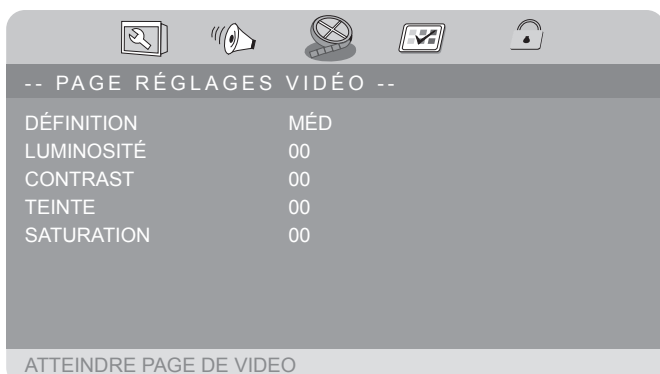 -- PAGE RÉGLAGES VIDÉO --
DÉFINITION MÉD
LUMINOSITÉ 00
CONTRAST 00
TEINTE 00
SATURATION 00
ATTEINDRE PAGE DE VIDEO